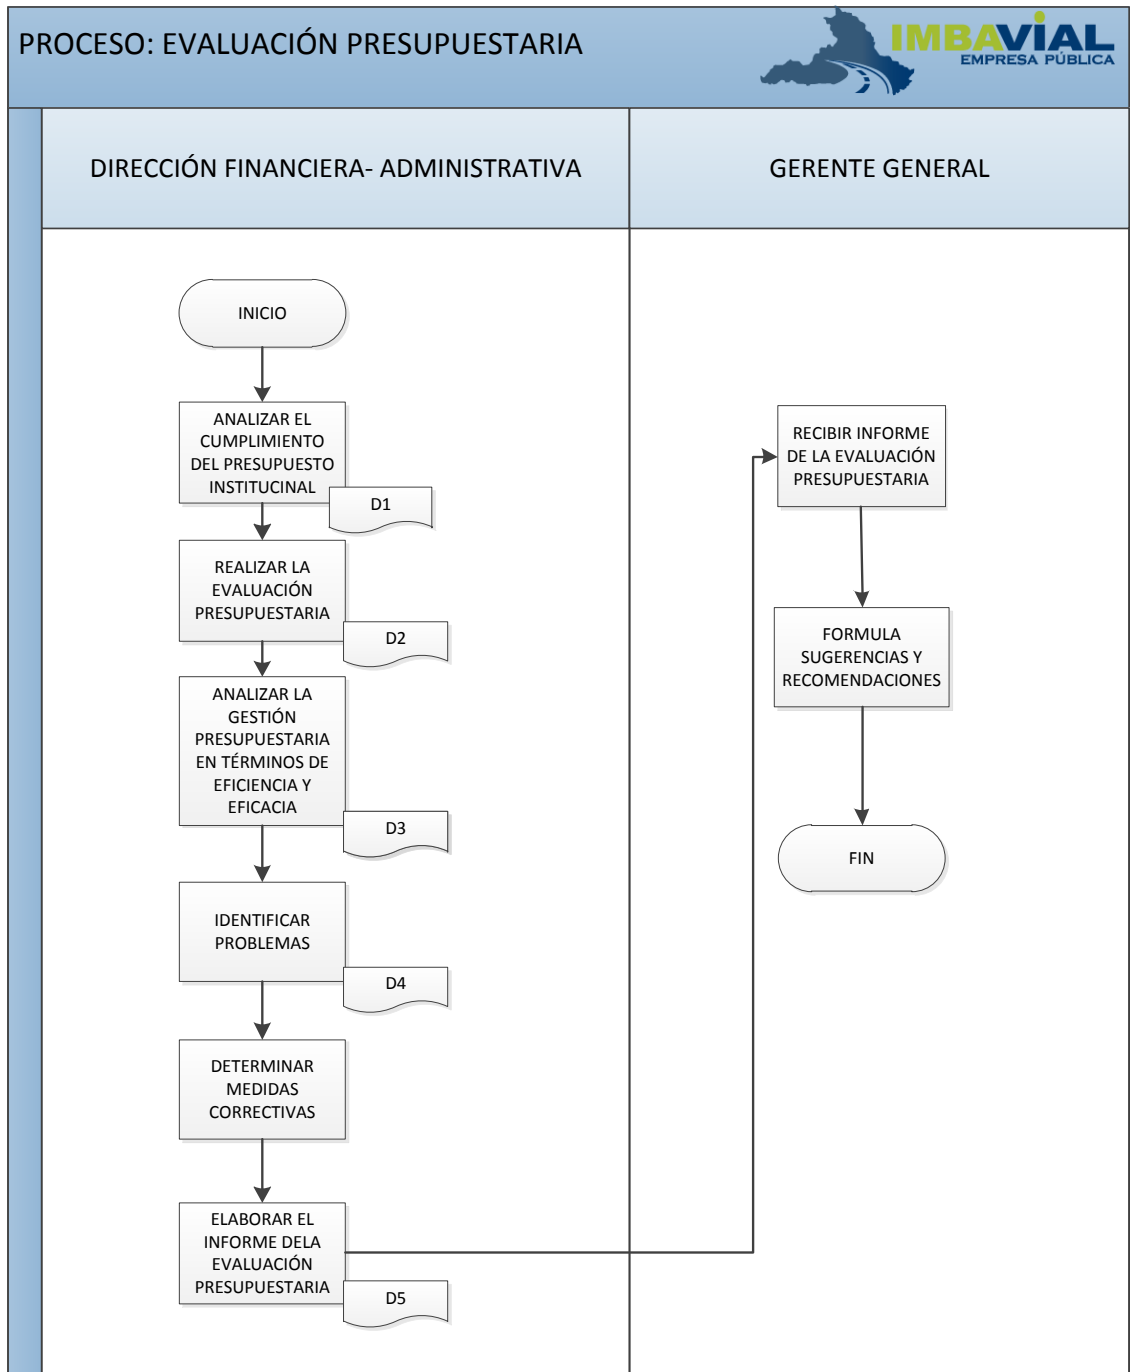 PROCESO: EVALUACIÓN PRESUPUESTARIA
IMBAVIAL
EMPRESA PÚBLICA
DIRECCIÓN FINANCIERA- ADMINISTRATIVA
GERENTE GENERAL
INICIO
ANALIZAR EL
CUMPLIMIENTO
DEL PRESUPUESTO
INSTITUCINAL
D1
REALIZAR LA
EVALUACIÓN
PRESUPUESTARIA
D2
ANALIZAR LA
GESTIÓN
PRESUPUESTARIA
EN TÉRMINOS DE
EFICIENCIA Y
EFICACIA
D3
IDENTIFICAR
PROBLEMAS
D4
DETERMINAR
MEDIDAS
CORRECTIVAS
ELABORAR EL
INFORME DELA
EVALUACIÓN
PRESUPUESTARIA
D5
RECIBIR INFORME
DE LA EVALUACIÓN
PRESUPUESTARIA
FORMULA
SUGERENCIAS Y
RECOMENDACIONES
FIN